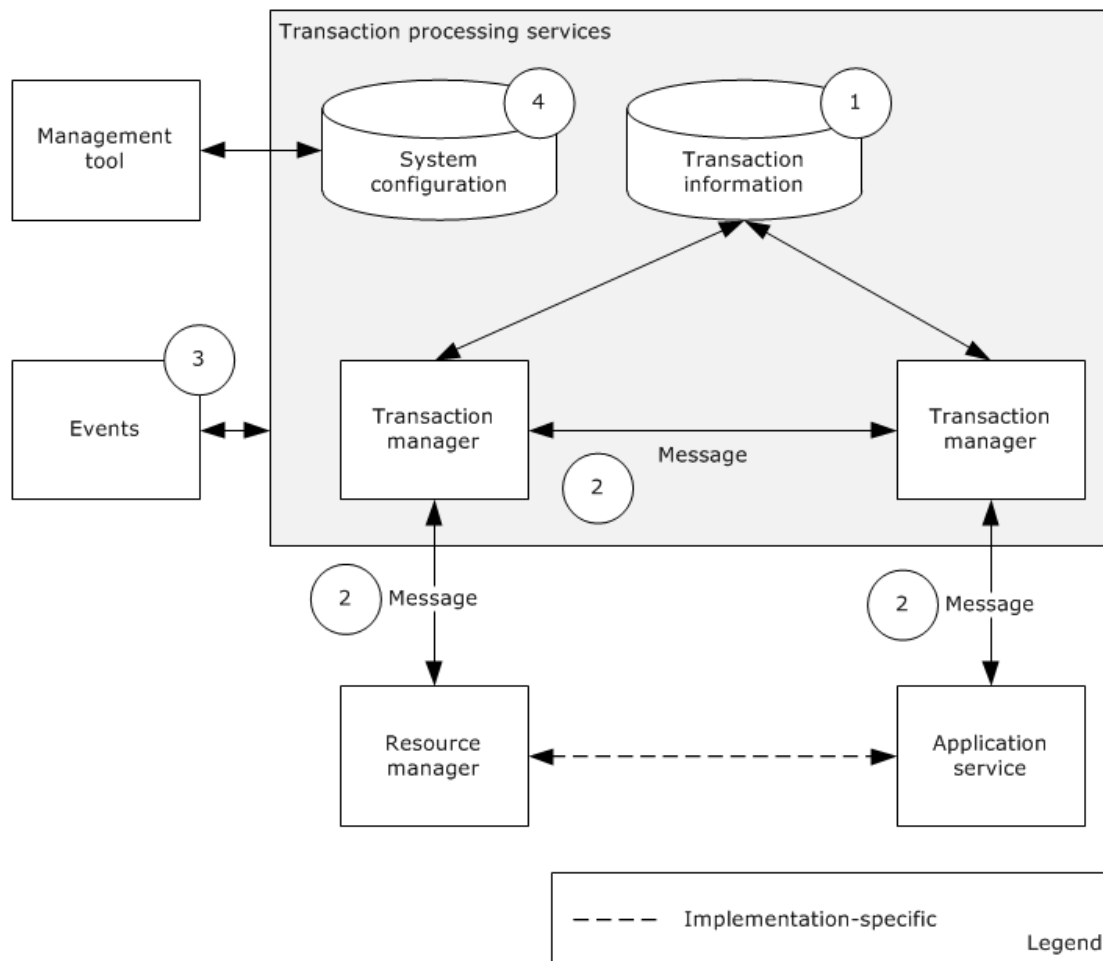 Transaction processing services
Management
tool
4
System
configuration
1
Transaction
information
3
Events
Transaction
manager
Message
2
Transaction
manager
2
Message
2
Message
Resource
manager
Application
service
Implementation-specific
Legend